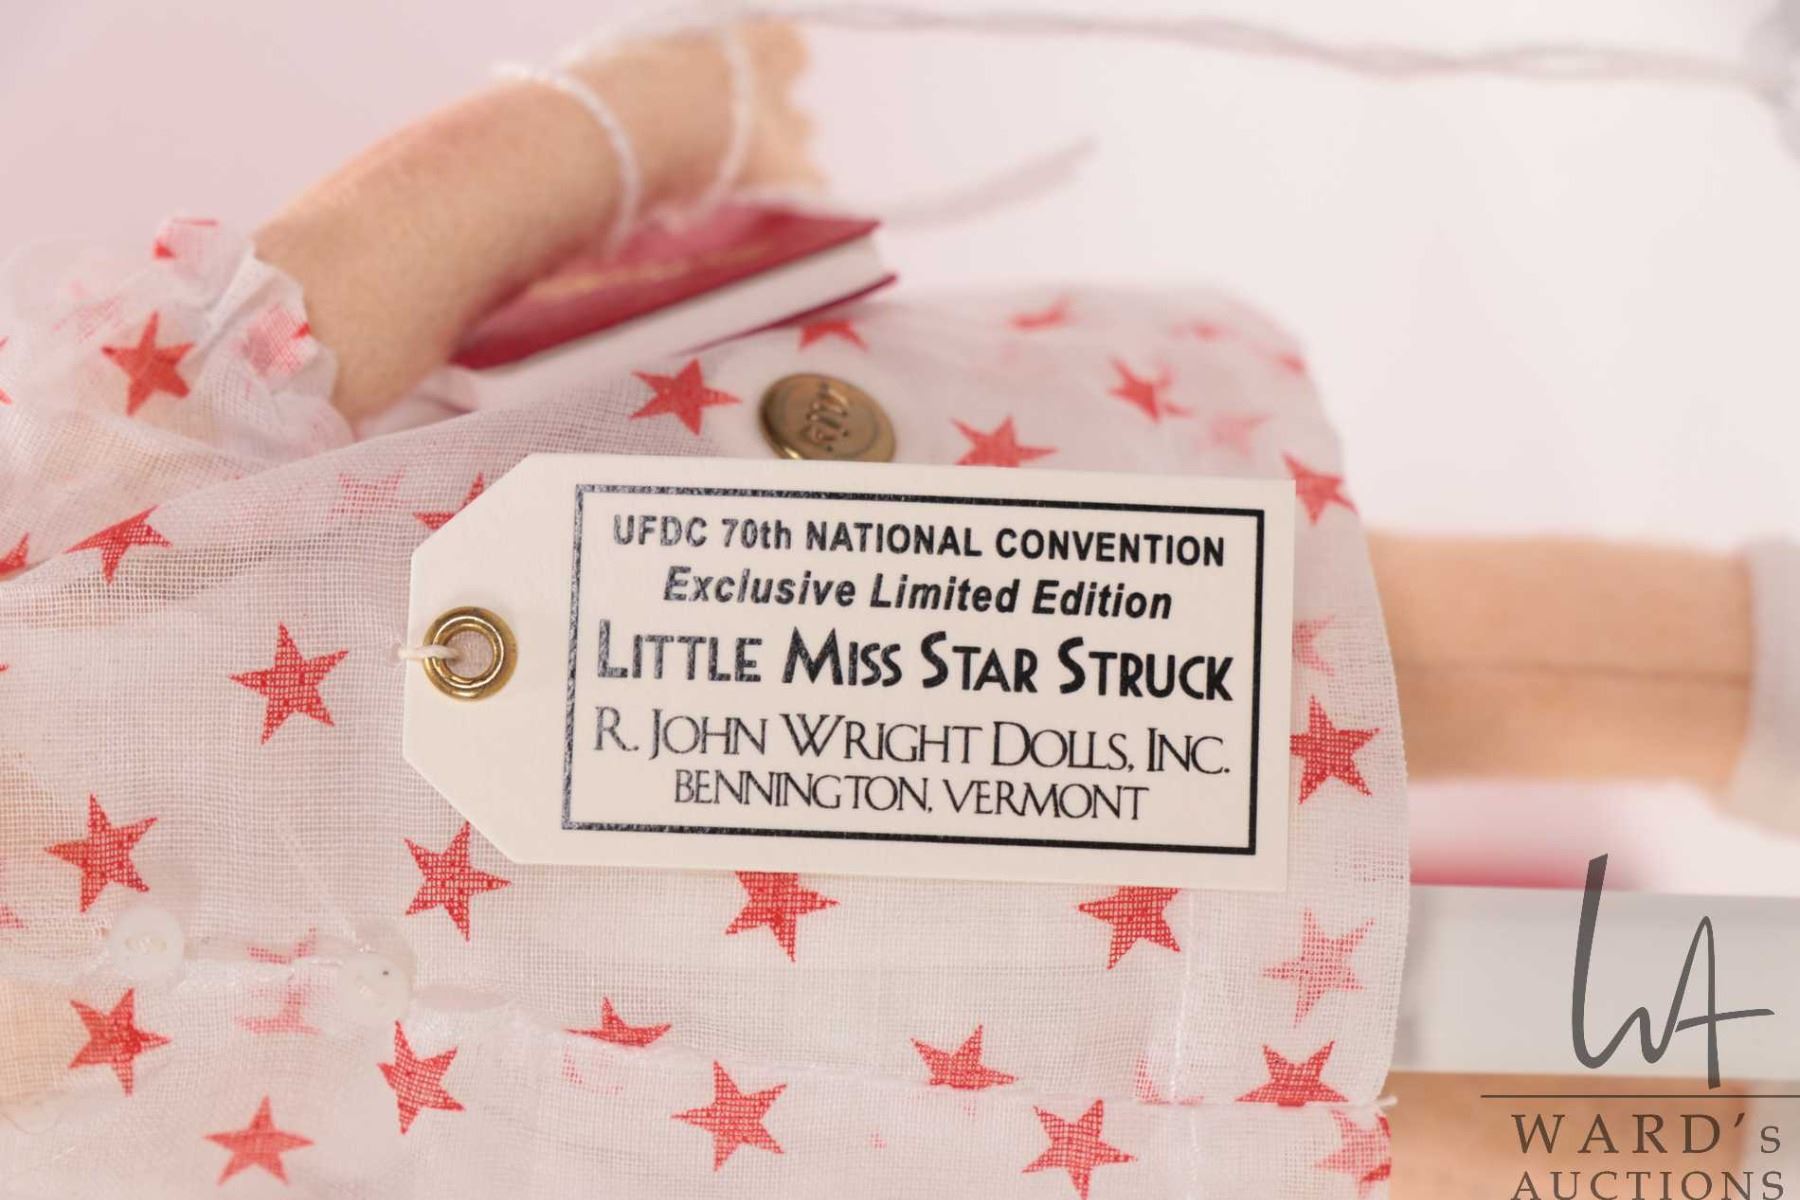 UFDC 70th NATIONAL CONVENTION
Exclusive Limited Edition
LITTLE MISS STAR STRUCK
R. JOHN WRIGHT DOLLS, INC.
BENNINGTON, VERMONT
WA
WARD's
AUCTIONS